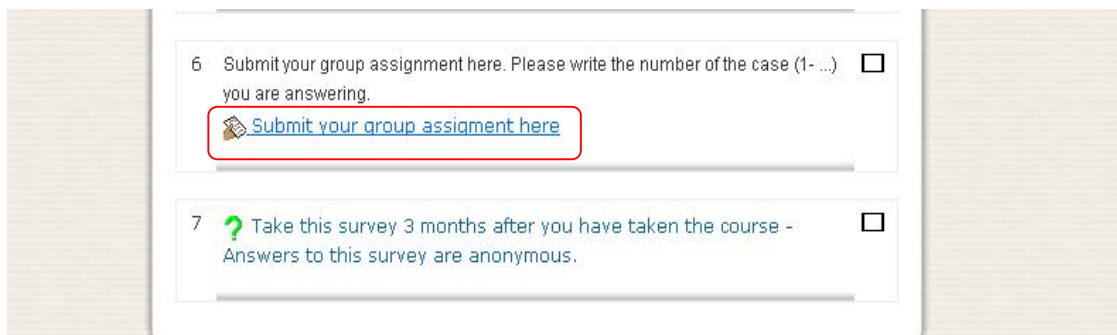 6 Submit your group assignment here. Please write the number of the case (1- ...)
you are answering.
Submit your group assigment here
7 Take this survey 3 months after you have taken the course -
Answers to this survey are anonymous.